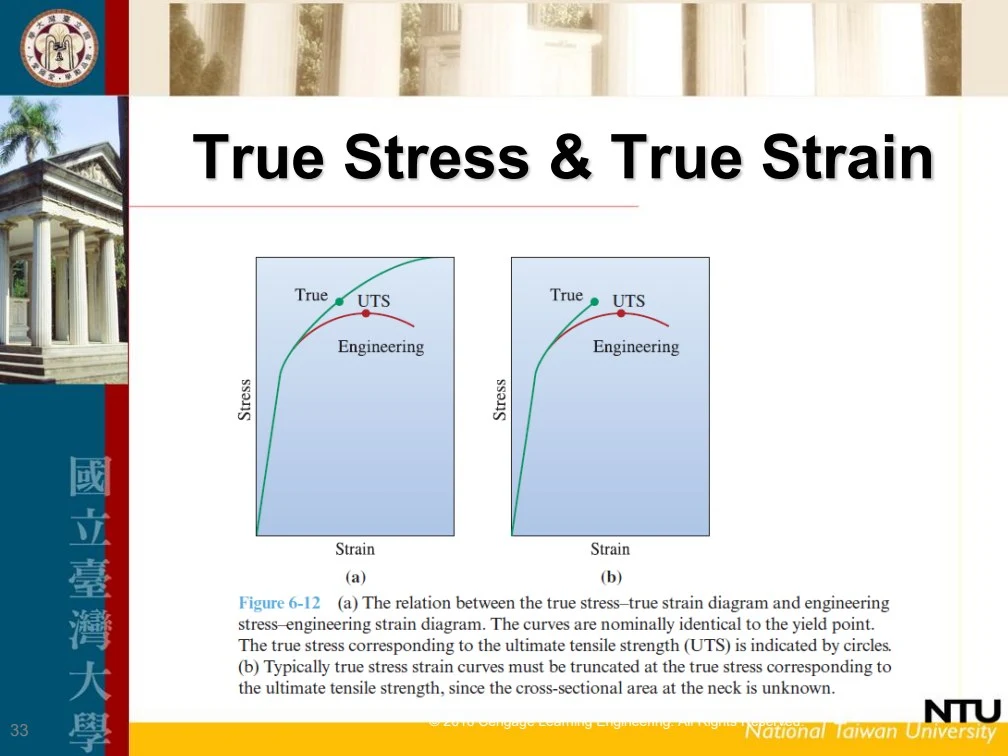 True Stress & True Strain
True
UTS
Engineering
Stress
Strain
(a)
True
UTS
Engineering
Stress
Strain
(b)
Figure 6-12 (a) The relation between the true stress–true strain diagram and engineering
stress–engineering strain diagram. The curves are nominally identical to the yield point.
The true stress corresponding to the ultimate tensile strength (UTS) is indicated by circles.
(b) Typically true stress strain curves must be truncated at the true stress corresponding to
the ultimate tensile strength, since the cross-sectional area at the neck is unknown.
國立臺灣大學
33
Cengage Learning Engineering. All Rights Reserved.
NTU
National Taiwan University